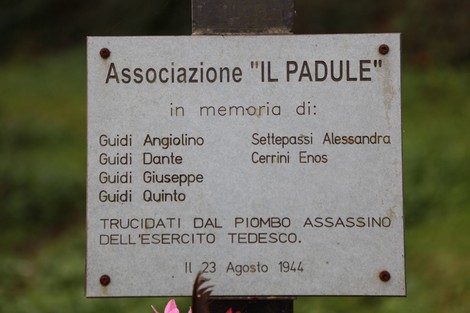 Associazione "IL PADULE"
in memoria di:
Guidi Angiolino
Guidi Dante
Guidi Giuseppe
Guidi Quinto
Settepassi Alessandra
Cerrini Enos
TRUCIDATI DAL PIOMBO ASSASSINO
DELL'ESERCITO TEDESCO.
Il 23 Agosto 1944